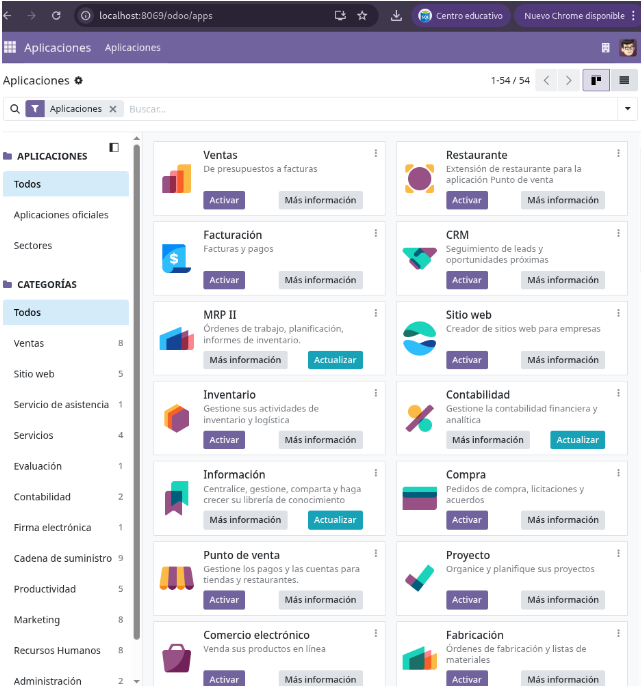 localhost:8069/odoo/apps
Centro educativo
Nuevo Chrome disponible
Aplicaciones
Aplicaciones
Aplicaciones
1-54 / 54
Aplicaciones
Buscar...
APLICACIONES
Todos
Aplicaciones oficiales
Sectores
CATEGORÍAS
Todos
Ventas 8
Sitio web 5
Servicio de asistencia 1
Servicios 4
Evaluación 1
Contabilidad 2
Firma electrónica 1
Cadena de suministro 9
Productividad 5
Marketing 8
Recursos Humanos 8
Administración 2
Ventas
De presupuestos a facturas
Activar
Más información
Restaurante
Extensión de restaurante para la
aplicación Punto de venta
Activar
Más información
Facturación
Facturas y pagos
Activar
Más información
CRM
Seguimiento de leads y
oportunidades próximas
Activar
Más información
MRP II
Órdenes de trabajo, planificación,
informes de inventario.
Más información
Actualizar
Sitio web
Creador de sitios web para empresas
Activar
Más información
Inventario
Gestione sus actividades de
inventario y logística
Activar
Más información
Contabilidad
Gestione la contabilidad financiera y
analítica
Más información
Actualizar
Información
Centralice, gestione, comparta y haga
crecer su librería de conocimiento
Más información
Actualizar
Compra
Pedidos de compra, licitaciones y
acuerdos
Activar
Más información
Punto de venta
Gestione los pagos y las cuentas para
tiendas y restaurantes.
Activar
Más información
Proyecto
Organice y planifique sus proyectos
Activar
Más información
Comercio electrónico
Venda sus productos en línea
Activar
Más información
Fabricación
Órdenes de fabricación y listas de
materiales
Activar
Más información